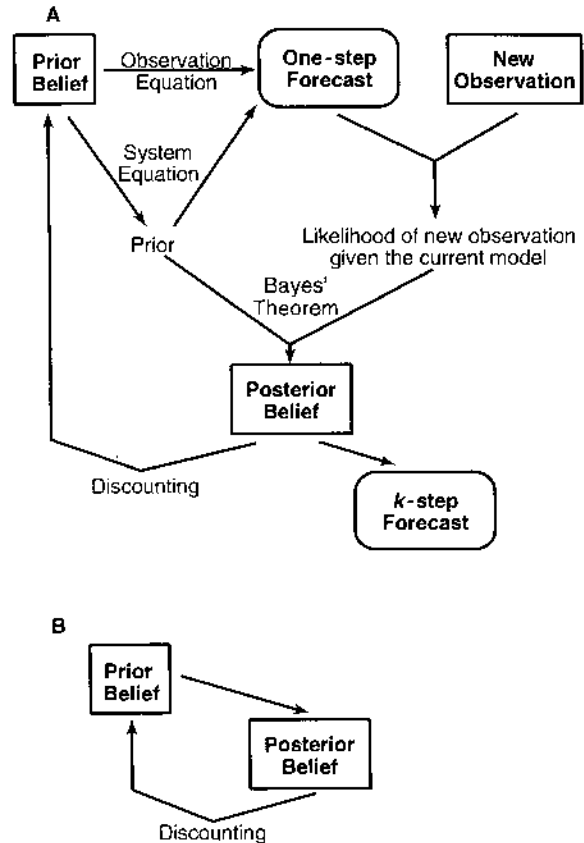 A
Prior
Belief
Observation
Equation
One-step
Forecast
New
Observation
System
Equation
Prior
Likelihood of new observation
given the current model
Bayes'
Theorem
Posterior
Belief
Discounting
k-step
Forecast
B
Prior
Belief
Posterior
Belief
Discounting